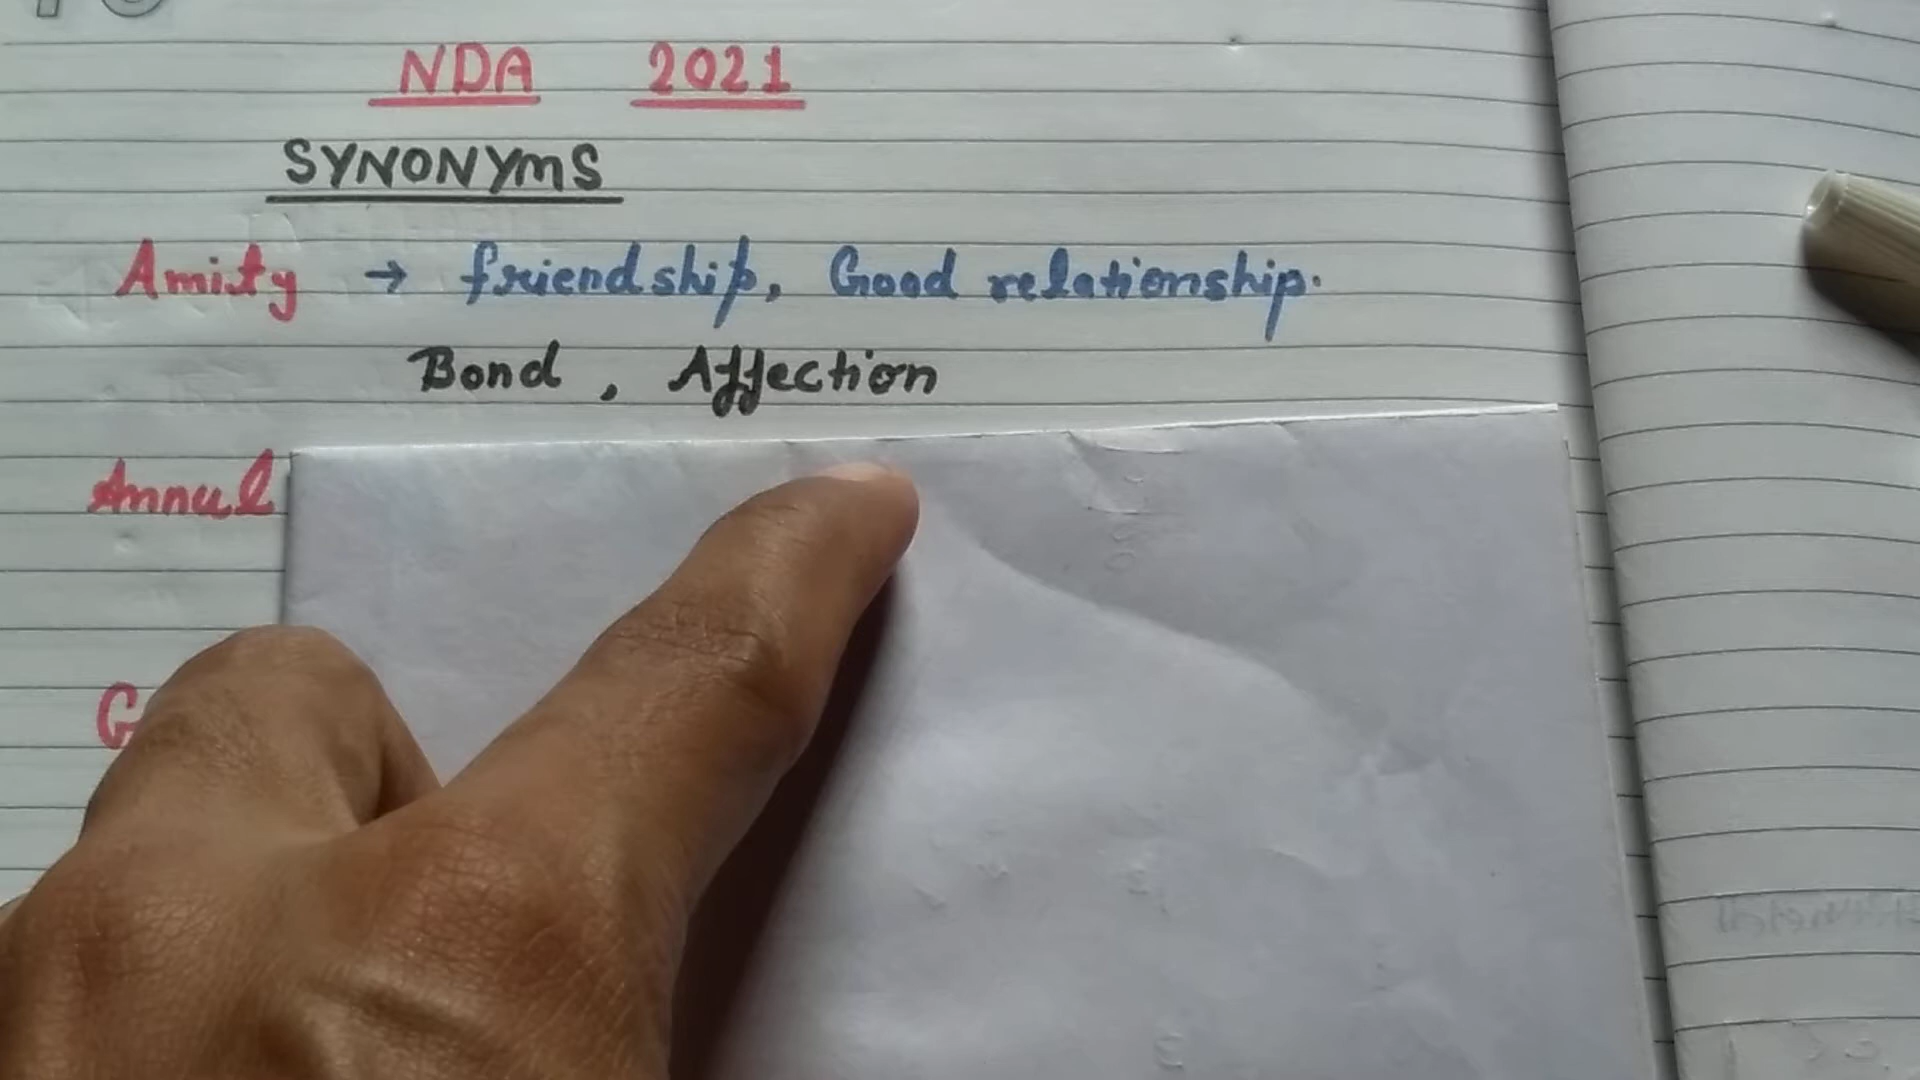 NDA 2021
SYNONYMS
Amity → friendship, Good relationship.
Bond, Affection
Annul
G